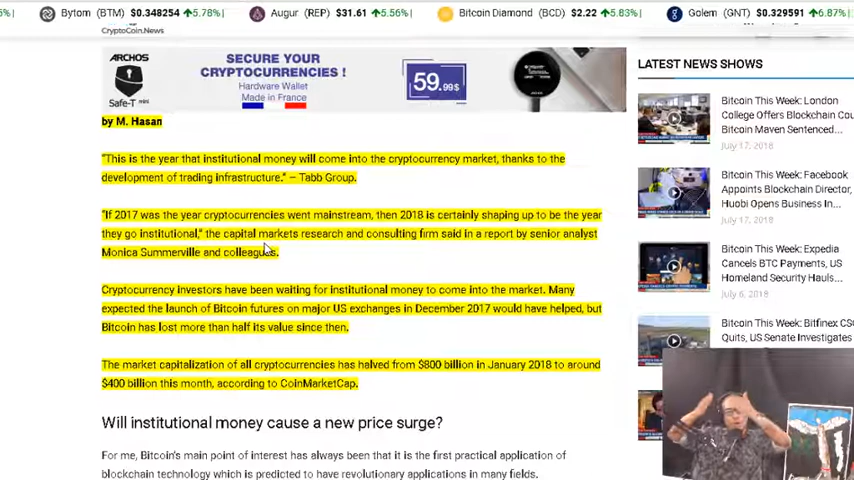 Bytom (BTM) $0.348254 5.78% Augur (REP) $31.61 5.56% Bitcoin Diamond (BCD) $2.22 5.83% Golem (GNT) $0.329591 6.87%
CryptoCoin.News
ARCHOS
Safe-T mini
SECURE YOUR
CRYPTOCURRENCIES !
Hardware Wallet
Made in France
59.99$
by M. Hasan
"This is the year that institutional money will come into the cryptocurrency market, thanks to the
development of trading infrastructure." – Tabb Group.
"If 2017 was the year cryptocurrencies went mainstream, then 2018 is certainly shaping up to be the year
they go institutional," the capital markets research and consulting firm said in a report by senior analyst
Monica Summerville and colleagues.
Cryptocurrency investors have been waiting for institutional money to come into the market. Many
expected the launch of Bitcoin futures on major US exchanges in December 2017 would have helped, but
Bitcoin has lost more than half its value since then.
The market capitalization of all cryptocurrencies has halved from $800 billion in January 2018 to around
$400 billion this month, according to CoinMarketCap.
Will institutional money cause a new price surge?
For me, Bitcoin's main point of interest has always been that it is the first practical application of
blockchain technology which is predicted to have revolutionary applications in many fields.
LATEST NEWS SHOWS
Bitcoin This Week: London
College Offers Blockchain Cou
Bitcoin Maven Sentenced...
July 17, 2018
Bitcoin This Week: Facebook
Appoints Blockchain Director,
Huobi Opens Business In...
July 17, 2018
Bitcoin This Week: Expedia
Cancels BTC Payments, US
Homeland Security Hauls...
July 6, 2018
Bitcoin This Week: Bitfinex CS
Quits, US Senate Investigates